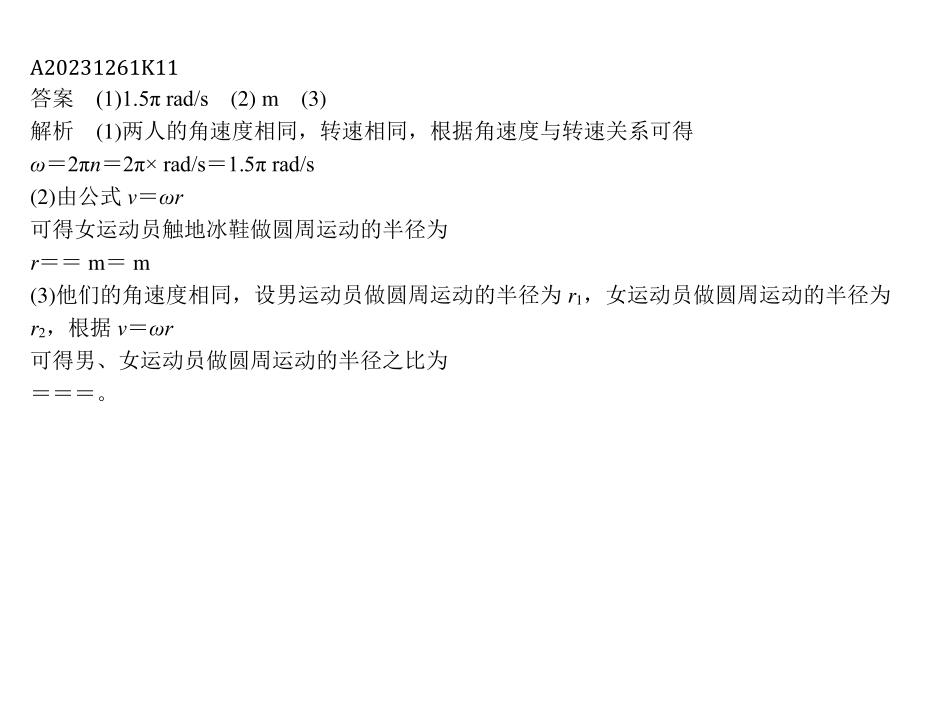 A20231261K11
答案　(1)1.5π rad/s　(2) m　(3)
解析　(1)两人的角速度相同，转速相同，根据角速度与转速关系可得
ω＝2πn＝2π× rad/s＝1.5π rad/s
(2)由公式 v＝ωr
可得女运动员触地冰鞋做圆周运动的半径为
r＝＝ m＝ m
(3)他们的角速度相同，设男运动员做圆周运动的半径为 r₁，女运动员做圆周运动的半径为
r₂，根据 v＝ωr
可得男、女运动员做圆周运动的半径之比为
＝＝＝。